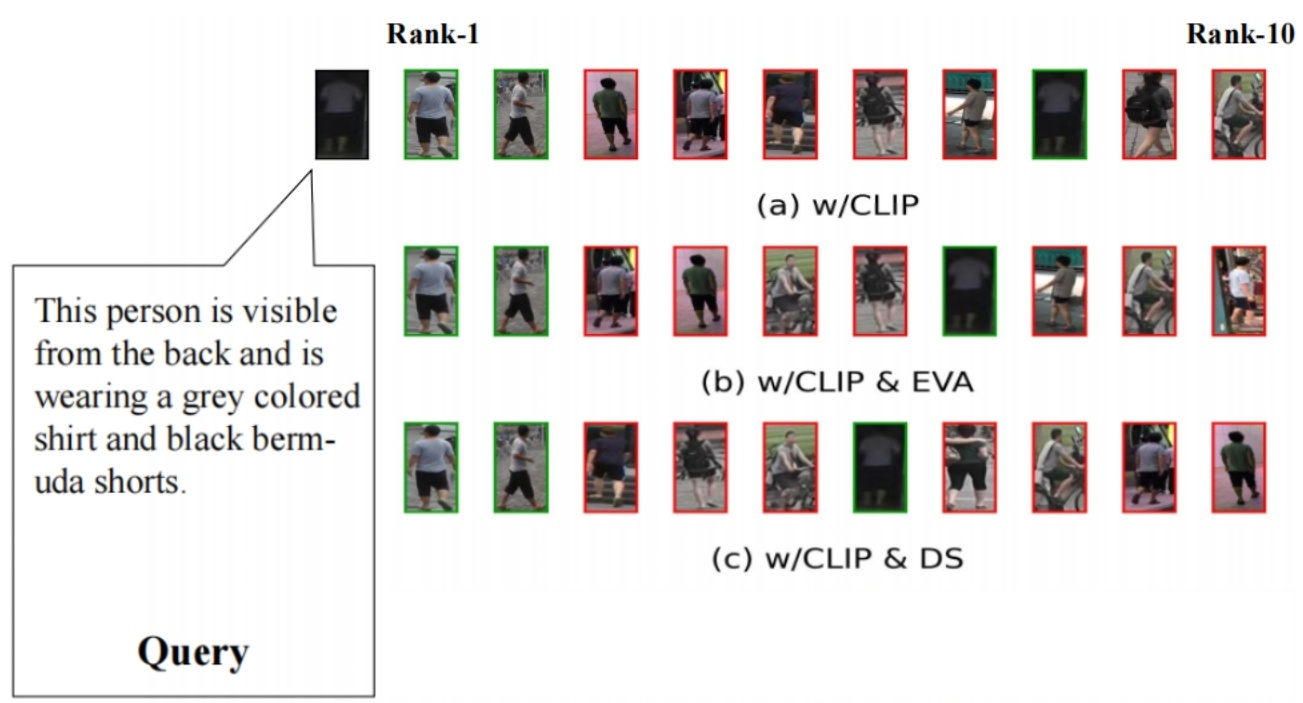 Rank-1
Rank-10
(a) w/CLIP
This person is visible
from the back and is
wearing a grey colored
shirt and black berm-
uda shorts.
Query
(b) w/CLIP & EVA
(c) w/CLIP & DS